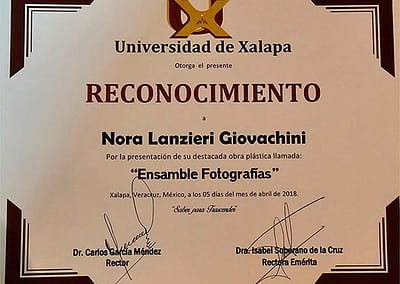 Universidad de Xalapa
Otorga el presente
RECONOCIMIENTO
a
Nora Lanzieri Giovachini
Por la presentación de su destacada obra plástica llamada:
“Ensamble Fotografías”
Xalapa, Veracruz, México, a los 05 días del mes de abril de 2018.
"Saber para Trascender"
Dr. Carlos García Méndez
Rector
Dra. Isabel Soberano de la Cruz
Rectora Emérita